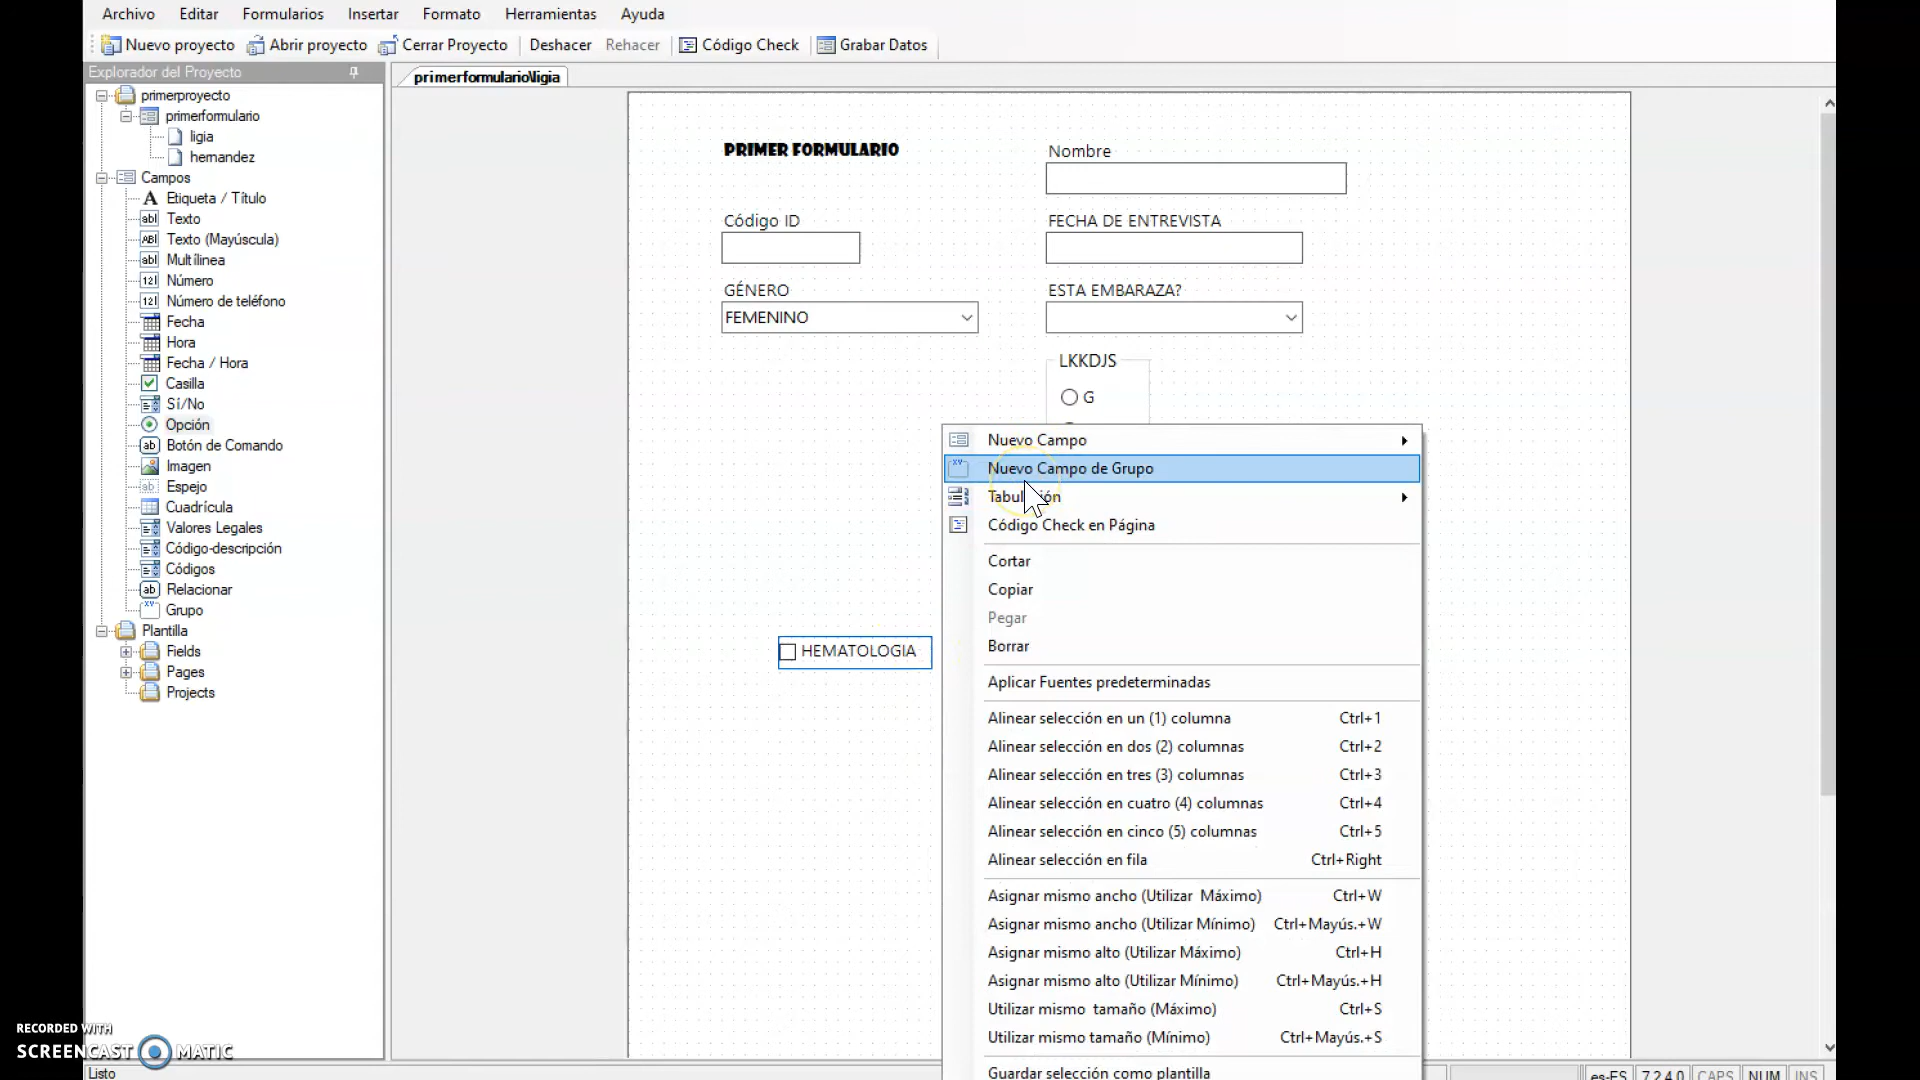 Archivo Editar Formularios Insertar Formato Herramientas Ayuda
Nuevo proyecto Abrir proyecto Cerrar Proyecto Deshacer Rehacer Código Check Grabar Datos
Explorador del Proyecto
primerformulario\ligia
primerproyecto
primerformulario
ligia
hernandez
Campos
Etiqueta / Título
Texto
Texto (Mayúscula)
Multilínea
Número
Número de teléfono
Fecha
Hora
Fecha / Hora
Casilla
Sí/No
Opción
Botón de Comando
Imagen
Espejo
Cuadrícula
Valores Legales
Código-descripción
Códigos
Relacionar
Grupo
Plantilla
Fields
Pages
Projects
PRIMER FORMULARIO
Nombre
Código ID
FECHA DE ENTREVISTA
GÉNERO
ESTA EMBARAZA?
FEMENINO
LKKDJS
G
HEMATOLOGIA
Nuevo Campo
Nuevo Campo de Grupo
Código Check en Página
Cortar
Copiar
Pegar
Borrar
Aplicar Fuentes predeterminadas
Alinear selección en un (1) columna Ctrl+1
Alinear selección en dos (2) columnas Ctrl+2
Alinear selección en tres (3) columnas Ctrl+3
Alinear selección en cuatro (4) columnas Ctrl+4
Alinear selección en cinco (5) columnas Ctrl+5
Alinear selección en fila Ctrl+Right
Asignar mismo ancho (Utilizar Máximo) Ctrl+W
Asignar mismo ancho (Utilizar Mínimo) Ctrl+Mayús.+W
Asignar mismo alto (Utilizar Máximo) Ctrl+H
Asignar mismo alto (Utilizar Mínimo) Ctrl+Mayús.+H
Utilizar mismo tamaño (Máximo) Ctrl+S
Utilizar mismo tamaño (Mínimo) Ctrl+Mayús.+S
Guardar selección como plantilla
RECORDED WITH
SCREENCAST MATIC
Listo
es-ES 7.2.4.0 CAPS NUM INS